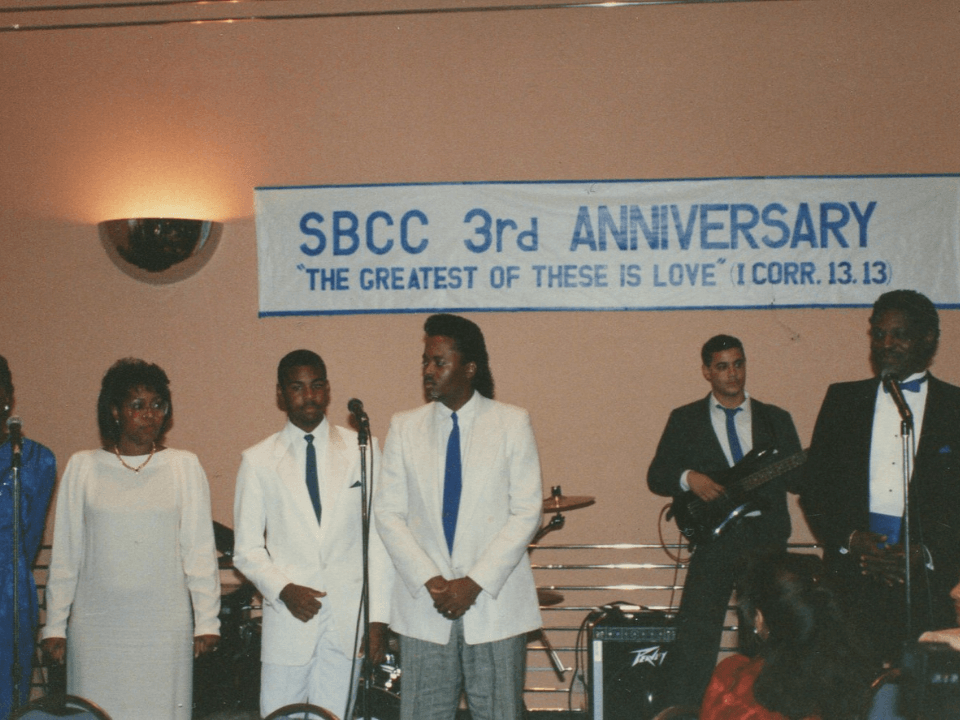 SBCC 3rd ANNIVERSARY
"THE GREATEST OF THESE IS LOVE" (I CORR. 13.13)
PEAVEY